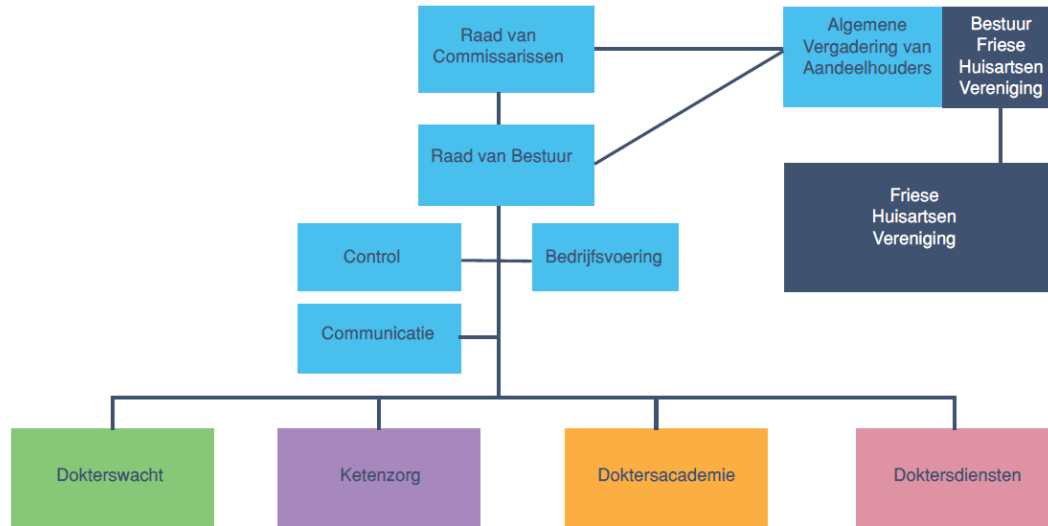 Raad van
Commissarissen
Algemene
Vergadering van
Aandeelhouders
Bestuur
Friese
Huisartsen
Vereniging
Raad van Bestuur
Friese
Huisartsen
Vereniging
Control
Bedrijfsvoering
Communicatie
Dokterswacht
Ketenzorg
Doktersacademie
Doktersdiensten